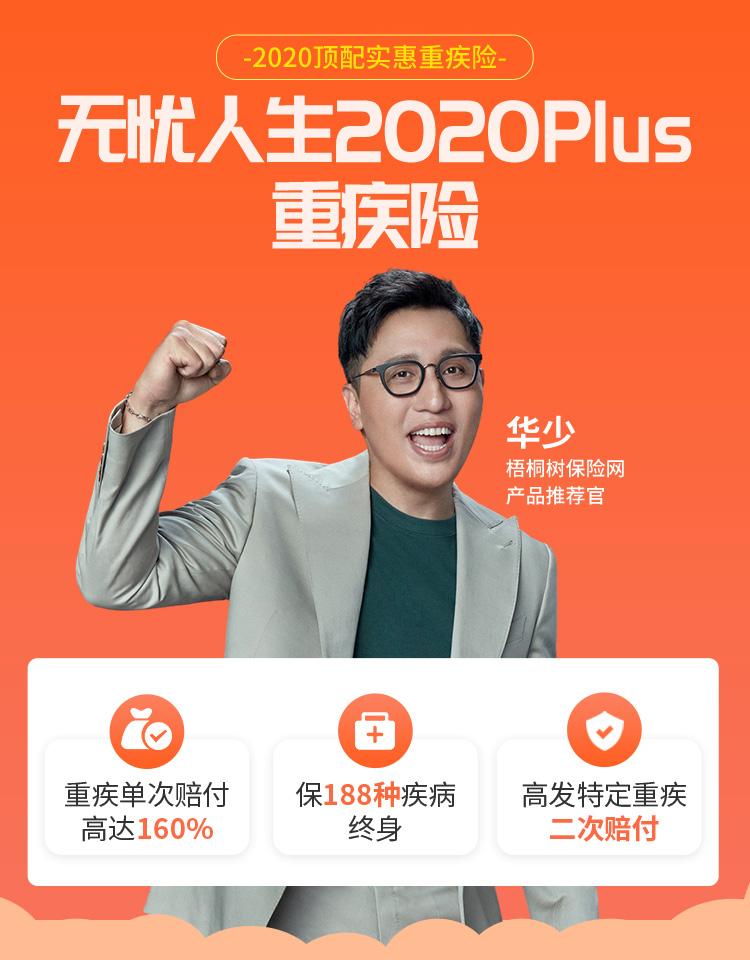 -2020顶配实惠重疾险-
无忧人生2020Plus
重疾险
华少
梧桐树保险网
产品推荐官
重疾单次赔付
高达160%
保188种疾病
终身
高发特定重疾
二次赔付